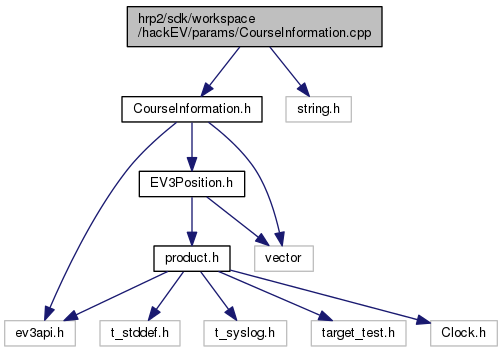 hrp2/sdk/workspace
/hackEV/params/CourseInformation.cpp
CourseInformation.h
string.h
EV3Position.h
product.h
vector
ev3api.h
t_stddef.h
t_syslog.h
target_test.h
Clock.h